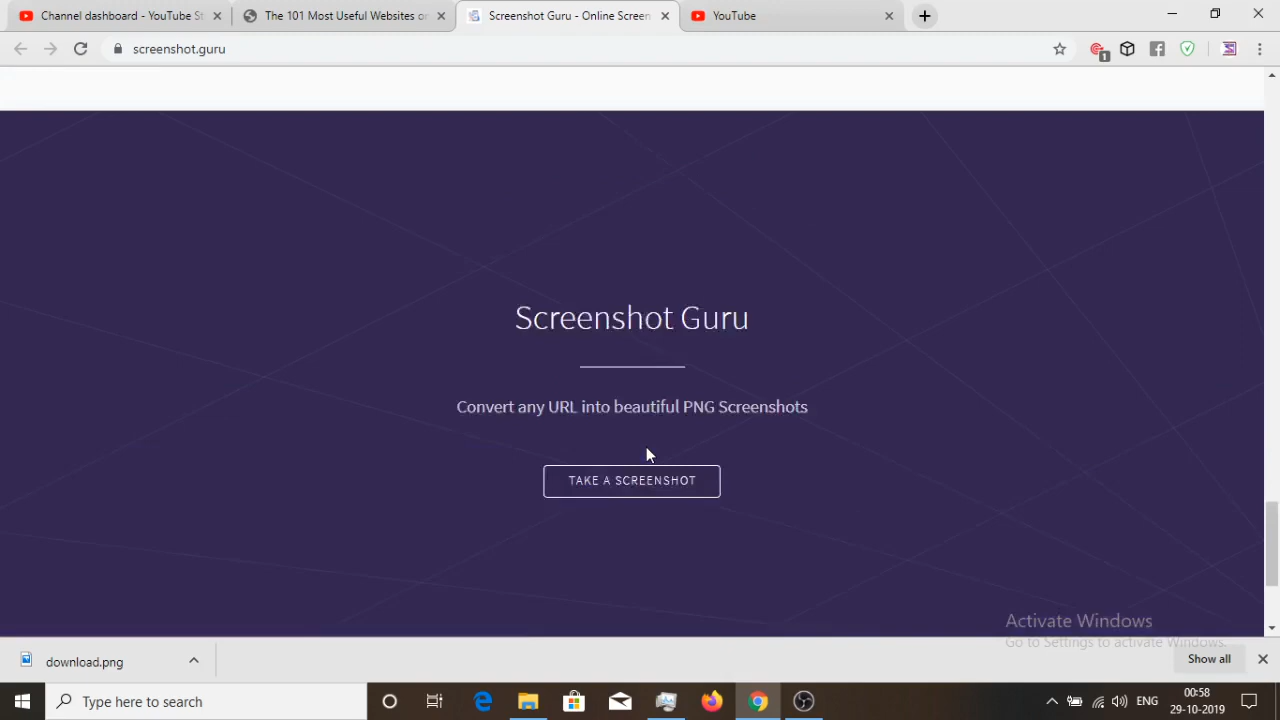 Channel dashboard - YouTube St
The 101 Most Useful Websites or
Screenshot Guru - Online Screen
YouTube
screenshot.guru
1
Screenshot Guru
Convert any URL into beautiful PNG Screenshots
TAKE A SCREENSHOT
Activate Windows
Go to Settings to activate Windows.
download.png
Show all
Type here to search
ENG
00:58
29-10-2019